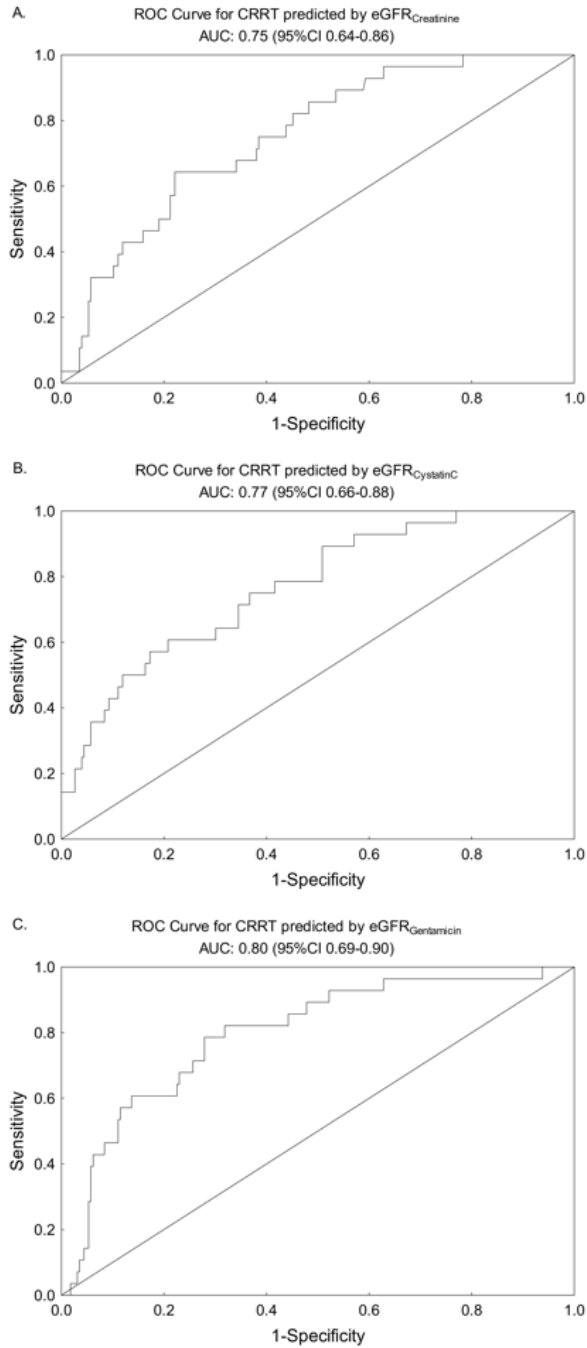 A.
ROC Curve for CRRT predicted by eGFRCreatinine
AUC: 0.75 (95%CI 0.64-0.86)
1.0
0.8
0.6
0.4
0.2
0.0
Sensitivity
0.0 0.2 0.4 0.6 0.8 1.0
1-Specificity
B.
ROC Curve for CRRT predicted by eGFRCystatinC
AUC: 0.77 (95%CI 0.66-0.88)
1.0
0.8
0.6
0.4
0.2
0.0
Sensitivity
0.0 0.2 0.4 0.6 0.8 1.0
1-Specificity
C.
ROC Curve for CRRT predicted by eGFRGentamicin
AUC: 0.80 (95%CI 0.69-0.90)
1.0
0.8
0.6
0.4
0.2
0.0
Sensitivity
0.0 0.2 0.4 0.6 0.8 1.0
1-Specificity